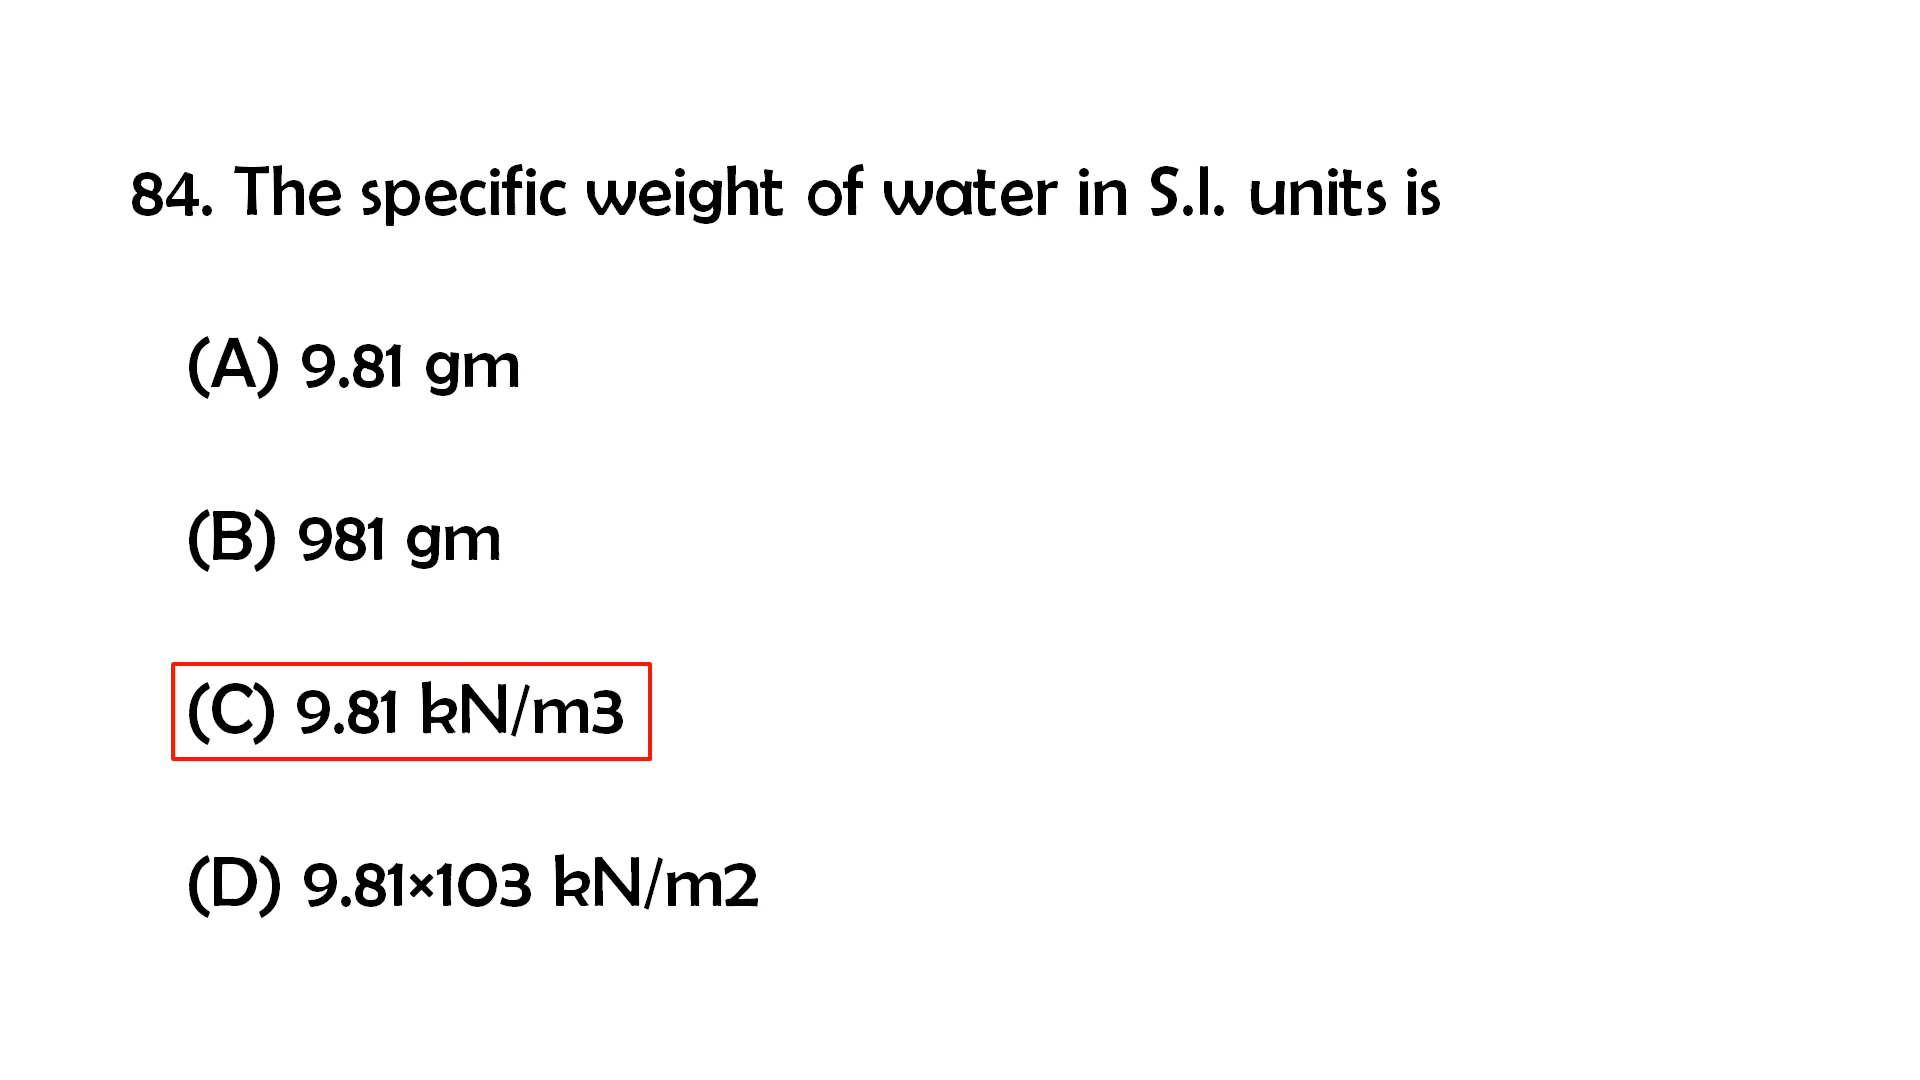 84. The specific weight of water in S.I. units is
(A) 9.81 gm
(B) 981 gm
(C) 9.81 kN/m3
(D) 9.81×103 kN/m2